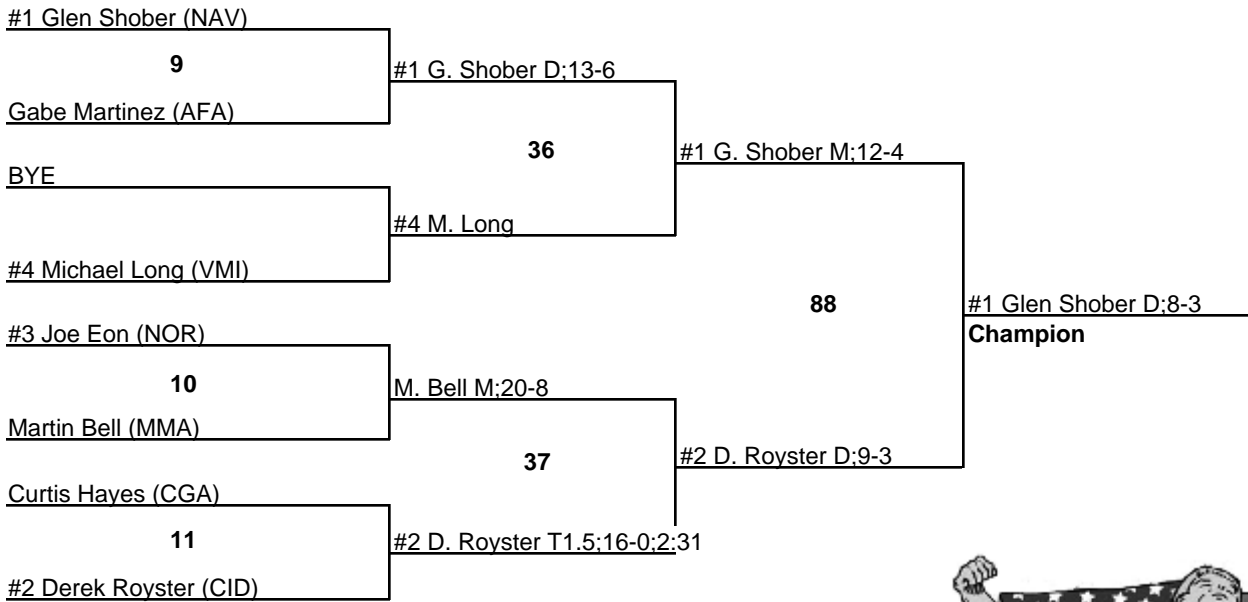 #1 Glen Shober (NAV)
9
Gabe Martinez (AFA)
#1 G. Shober D;13-6
BYE
#4 Michael Long (VMI)
#4 M. Long
36
#1 G. Shober M;12-4
#3 Joe Eon (NOR)
10
Martin Bell (MMA)
M. Bell M;20-8
Curtis Hayes (CGA)
11
#2 Derek Royster (CID)
#2 D. Royster T1.5;16-0;2:31
37
#2 D. Royster D;9-3
88
#1 Glen Shober D;8-3
Champion